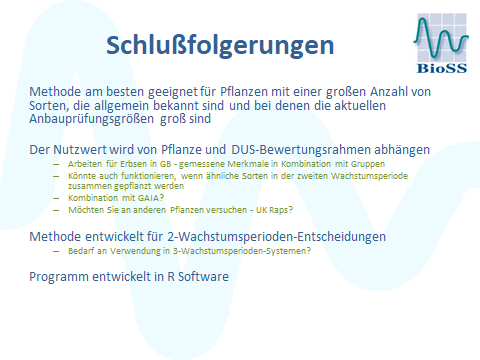 Schlußfolgerungen
BioSS
Methode am besten geeignet für Pflanzen mit einer großen Anzahl von
Sorten, die allgemein bekannt sind und bei denen die aktuellen
Anbauprüfungsgrößen groß sind
Der Nutzwert wird von Pflanze und DUS-Bewertungsrahmen abhängen
– Arbeiten für Erbsen in GB - gemessene Merkmale in Kombination mit Gruppen
– Könnte auch funktionieren, wenn ähnliche Sorten in der zweiten Wachstumsperiode
zusammen gepflanzt werden
– Kombination mit GAIA?
– Möchten Sie an anderen Pflanzen versuchen - UK Raps?
Methode entwickelt für 2-Wachstumsperioden-Entscheidungen
– Bedarf an Verwendung in 3-Wachstumsperioden-Systemen?
Programm entwickelt in R Software